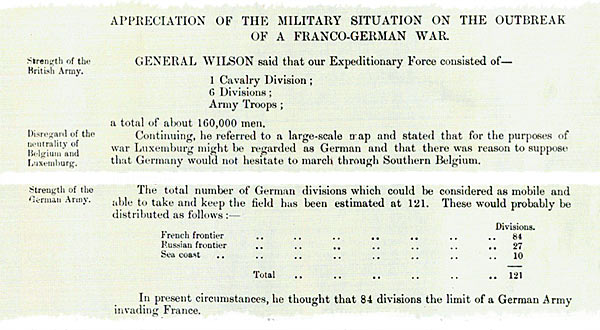 APPRECIATION OF THE MILITARY SITUATION ON THE OUTBREAK
OF A FRANCO-GERMAN WAR.
Strength of the
British Army.
GENERAL WILSON said that our Expeditionary Force consisted of—
1 Cavalry Division;
6 Divisions;
Army Troops;
a total of about 160,000 men.
Disregard of the
neutrality of
Belgium and
Luxemburg.
Continuing, he referred to a large-scale map and stated that for the purposes of
war Luxemburg might be regarded as German and that there was reason to suppose
that Germany would not hesitate to march through Southern Belgium.
Strength of the
German Army.
The total number of German divisions which could be considered as mobile and
able to take and keep the field has been estimated at 121. These would probably be
distributed as follows:—
Divisions.
French frontier .. .. .. .. .. .. .. 84
Russian frontier .. .. .. .. .. .. .. 27
Sea coast .. .. .. .. .. .. .. .. 10
Total .. .. .. .. .. .. 121
In present circumstances, he thought that 84 divisions the limit of a German Army
invading France.